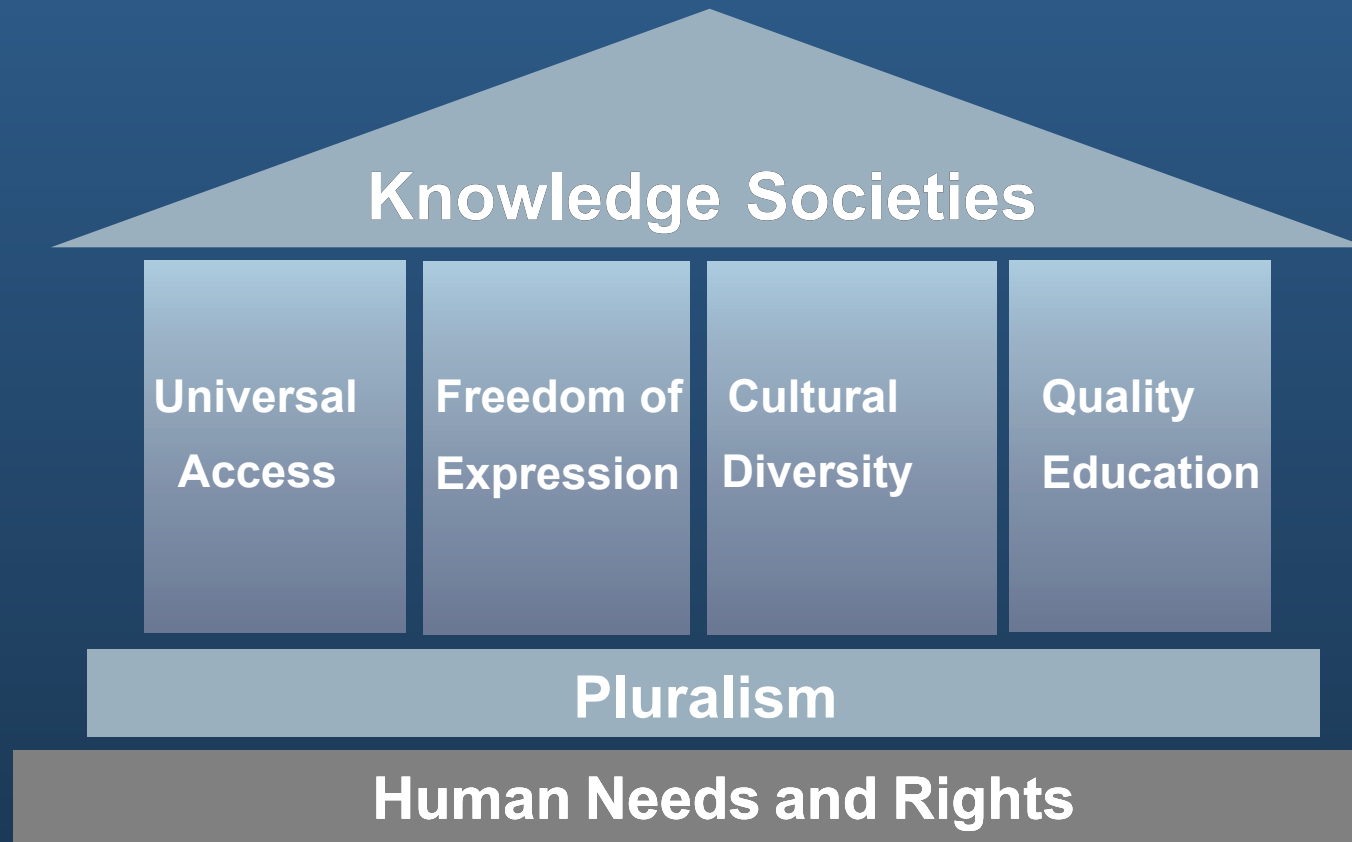 Knowledge Societies
Universal
Access
Freedom of
Expression
Cultural
Diversity
Quality
Education
Pluralism
Human Needs and Rights